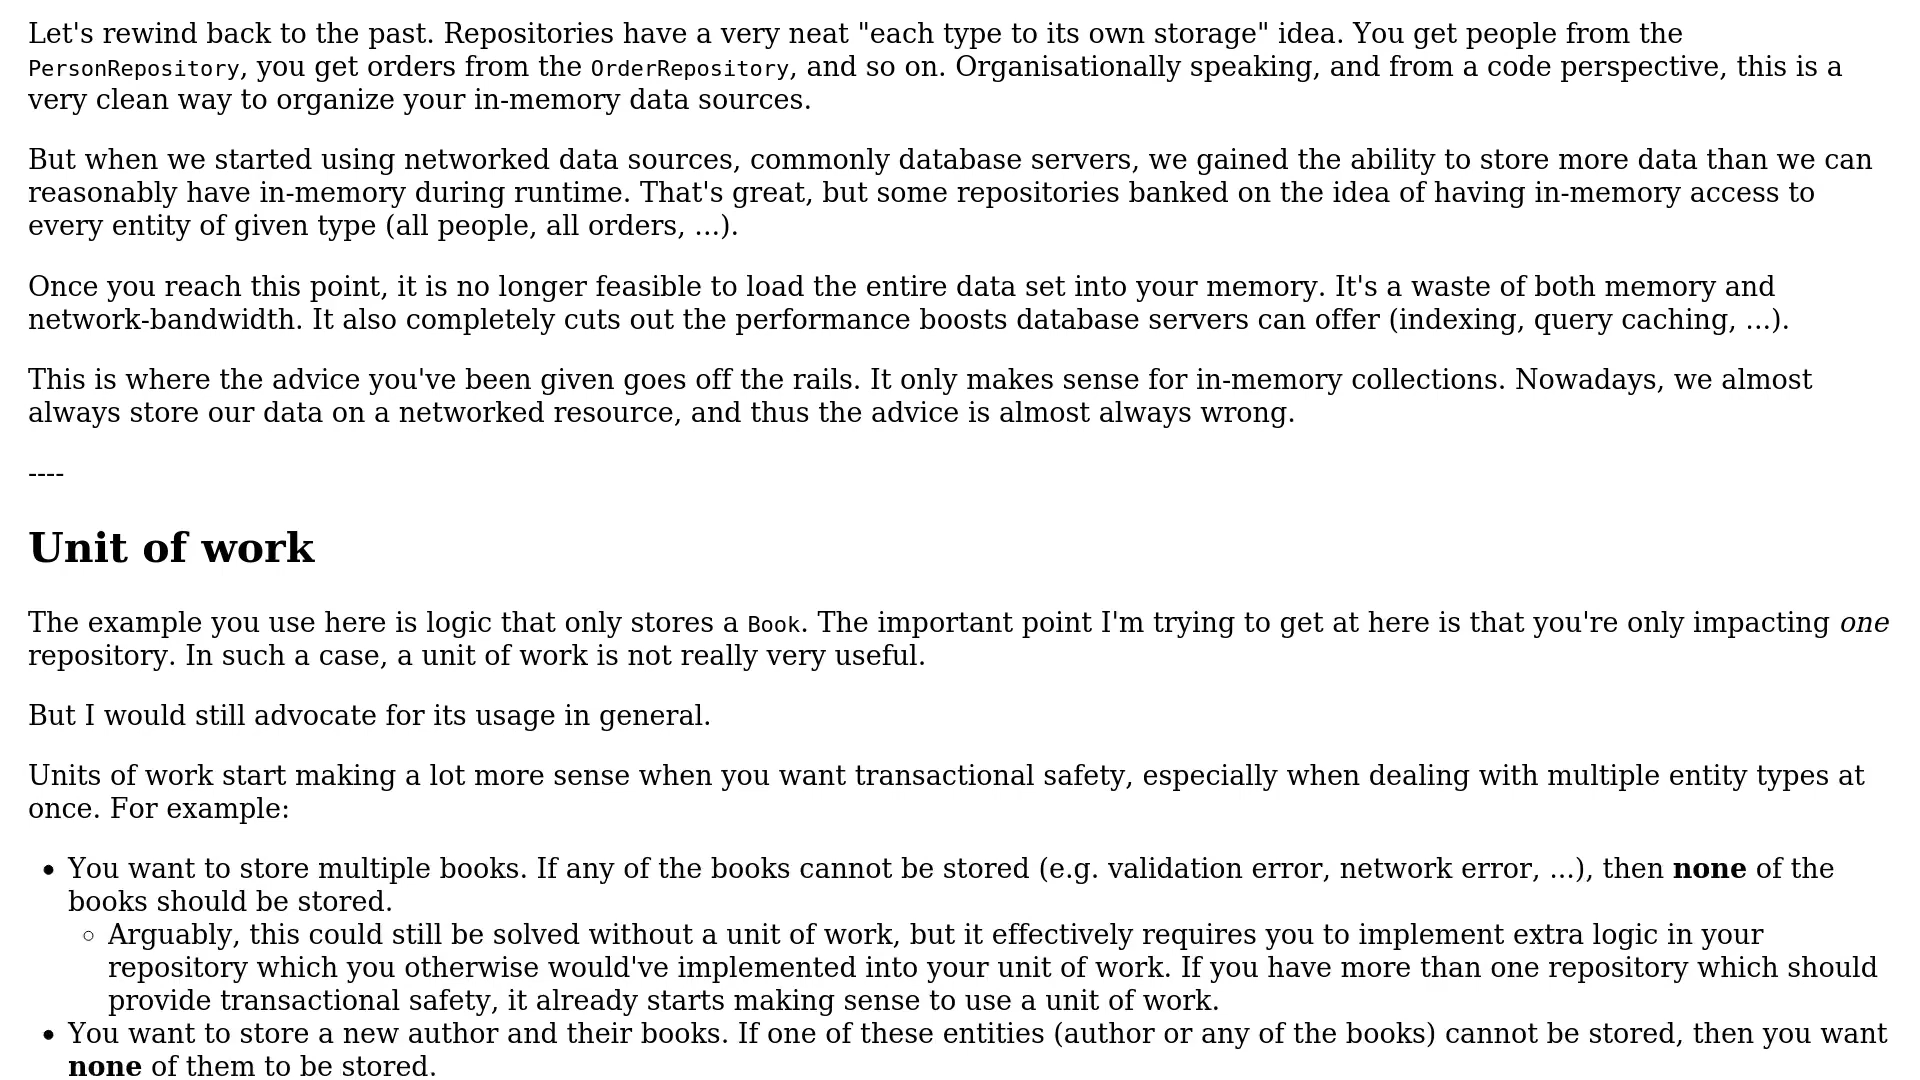 Let's rewind back to the past. Repositories have a very neat "each type to its own storage" idea. You get people from the
PersonRepository, you get orders from the OrderRepository, and so on. Organisationally speaking, and from a code perspective, this is a
very clean way to organize your in-memory data sources.
But when we started using networked data sources, commonly database servers, we gained the ability to store more data than we can
reasonably have in-memory during runtime. That's great, but some repositories banked on the idea of having in-memory access to
every entity of given type (all people, all orders, ...).
Once you reach this point, it is no longer feasible to load the entire data set into your memory. It's a waste of both memory and
network-bandwidth. It also completely cuts out the performance boosts database servers can offer (indexing, query caching, ...).
This is where the advice you've been given goes off the rails. It only makes sense for in-memory collections. Nowadays, we almost
always store our data on a networked resource, and thus the advice is almost always wrong.
----
Unit of work
The example you use here is logic that only stores a Book. The important point I'm trying to get at here is that you're only impacting one
repository. In such a case, a unit of work is not really very useful.
But I would still advocate for its usage in general.
Units of work start making a lot more sense when you want transactional safety, especially when dealing with multiple entity types at
once. For example:
• You want to store multiple books. If any of the books cannot be stored (e.g. validation error, network error, ...), then none of the
books should be stored.
◦ Arguably, this could still be solved without a unit of work, but it effectively requires you to implement extra logic in your
repository which you otherwise would've implemented into your unit of work. If you have more than one repository which should
provide transactional safety, it already starts making sense to use a unit of work.
• You want to store a new author and their books. If one of these entities (author or any of the books) cannot be stored, then you want
none of them to be stored.